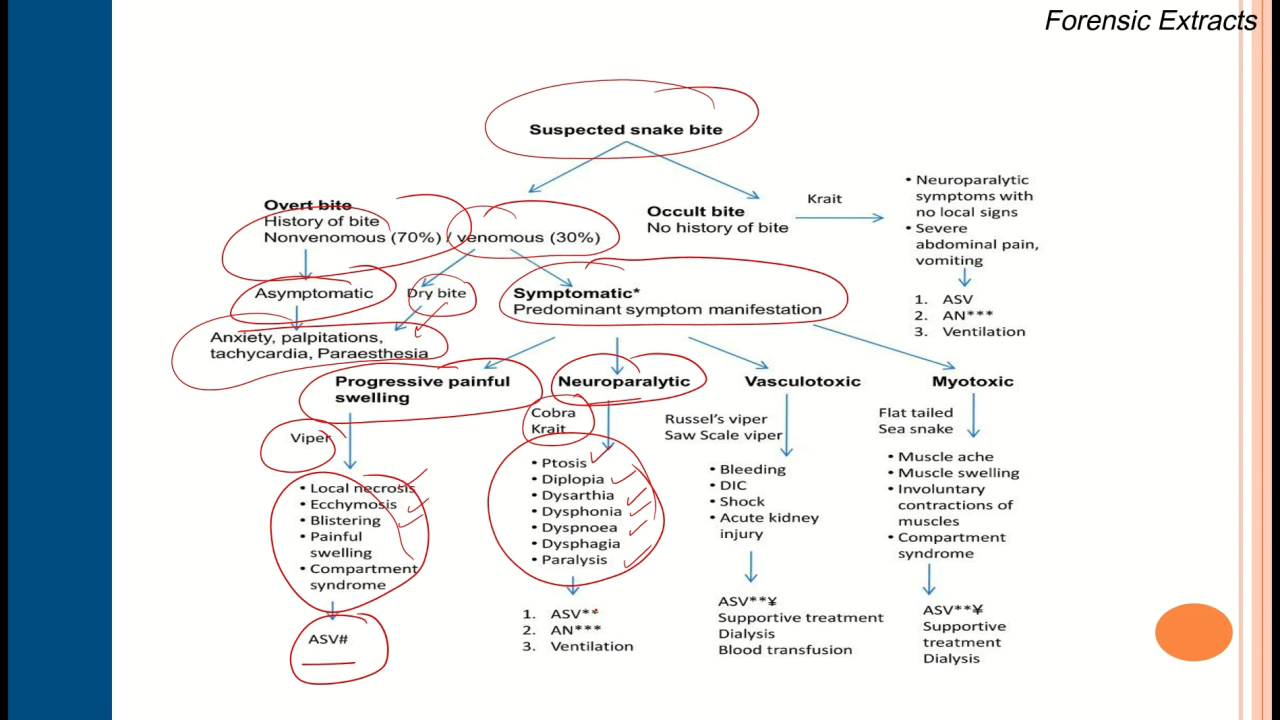 Forensic Extracts
Suspected snake bite
Overt bite
History of bite
Nonvenomous (70%) / venomous (30%)
Occult bite
No history of bite
Krait
• Neuroparalytic
symptoms with
no local signs
• Severe
abdominal pain,
vomiting
1. ASV
2. AN***
3. Ventilation
Asymptomatic
Dry bite
Symptomatic*
Predominant symptom manifestation
Anxiety, palpitations,
tachycardia, Paraesthesia
Progressive painful
swelling
Viper
• Local necrosis
• Ecchymosis
• Blistering
• Painful
swelling
• Compartment
syndrome
ASV#
Neuroparalytic
Cobra
Krait
• Ptosis
• Diplopia
• Dysarthia
• Dysphonia
• Dyspnoea
• Dysphagia
• Paralysis
1. ASV**
2. AN***
3. Ventilation
Vasculotoxic
Russel's viper
Saw Scale viper
• Bleeding
• DIC
• Shock
• Acute kidney
injury
ASV**¥
Supportive treatment
Dialysis
Blood transfusion
Myotoxic
Flat tailed
Sea snake
• Muscle ache
• Muscle swelling
• Involuntary
contractions of
muscles
• Compartment
syndrome
ASV**¥
Supportive
treatment
Dialysis